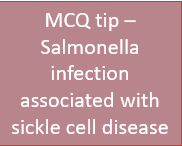 MCQ tip –
Salmonella
infection
associated with
sickle cell disease